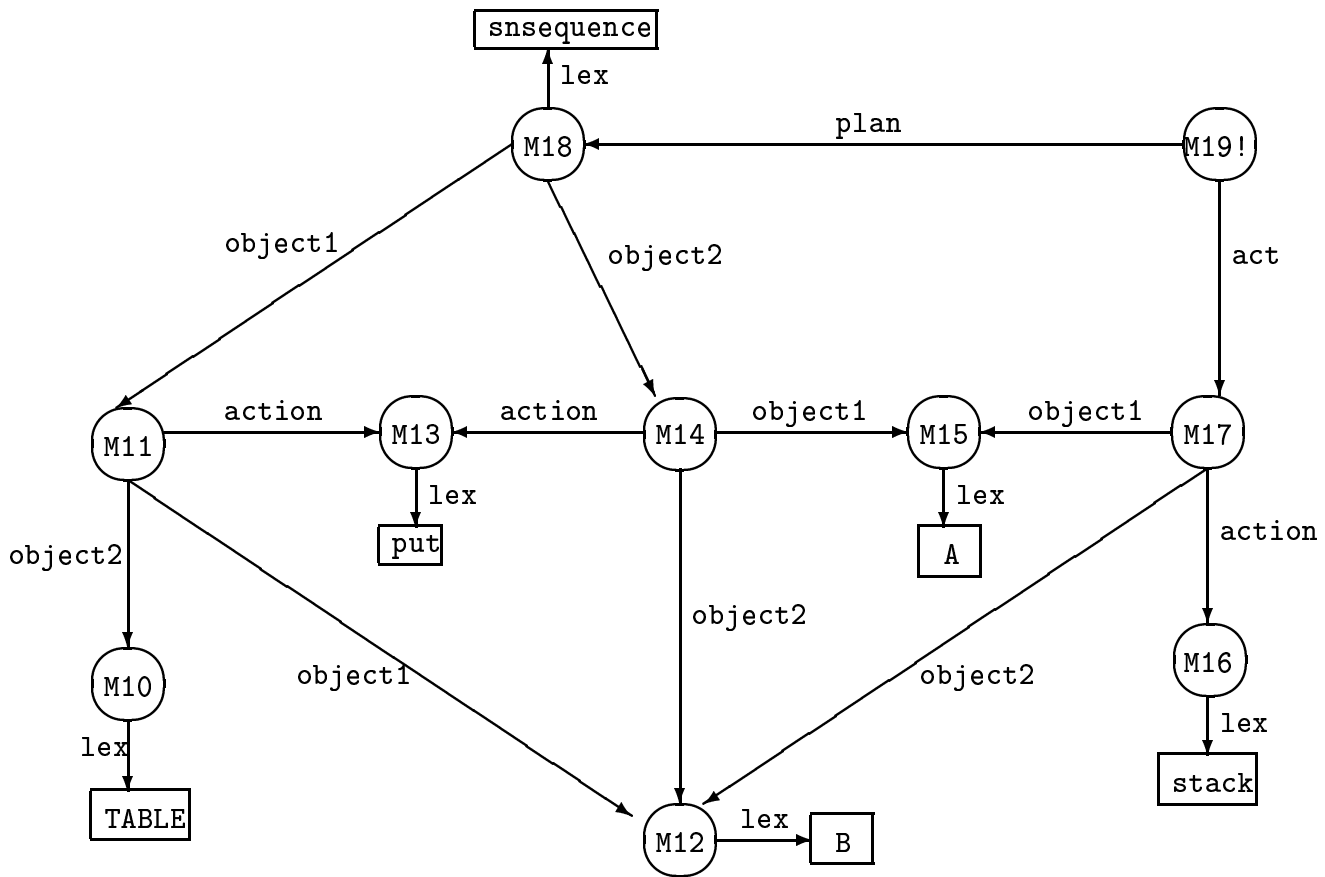 snsequence
lex
plan
M18
M19!
object1
object2
act
action
action
object1
object1
M11
M13
M14
M15
M17
lex
lex
object2
put
A
action
object2
object1
object2
M10
M16
lex
lex
TABLE
stack
lex
M12
B